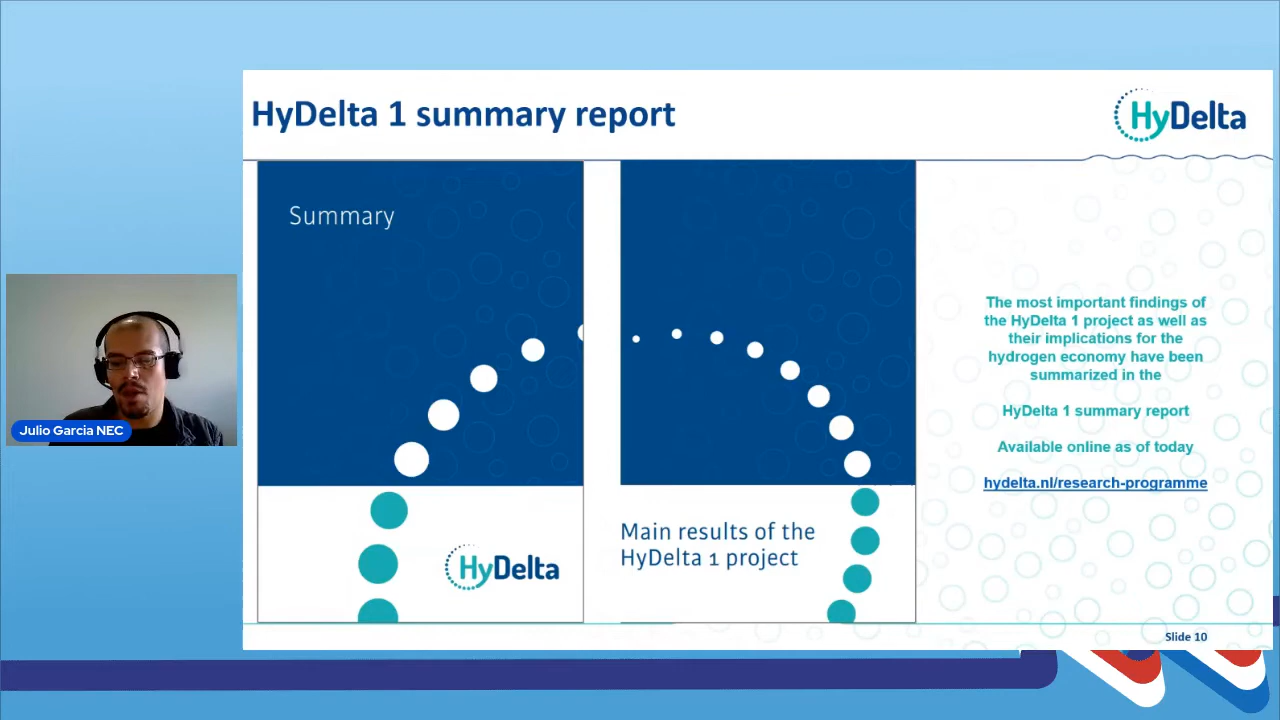 HyDelta 1 summary report
HyDelta
Summary
HyDelta
Main results of the
HyDelta 1 project
The most important findings of
the HyDelta 1 project as well as
their implications for the
hydrogen economy have been
summarized in the
HyDelta 1 summary report
Available online as of today
hydelta.nl/research-programme
Julio Garcia NEC
Slide 10